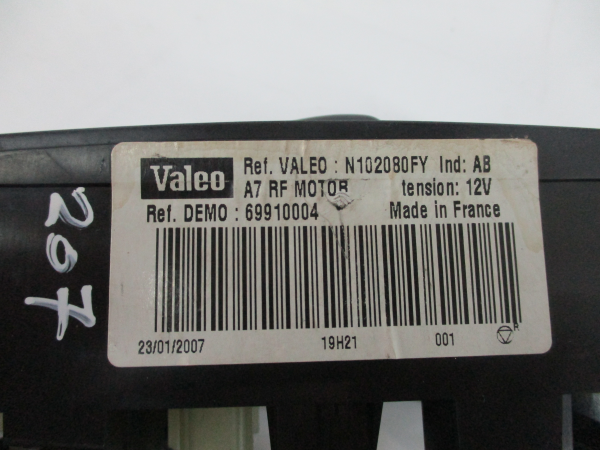 Valeo
Ref. VALEO : N102080FY Ind: AB
A7 RF MOTOR tension: 12V
Ref. DEMO : 69910004 Made in France
23/01/2007 19H21 001 R
207